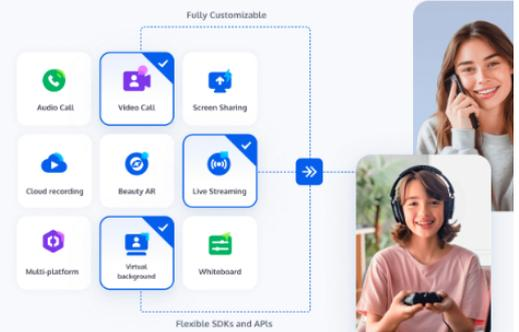 Fully Customizable
Audio Call
Video Call
Screen Sharing
Cloud recording
Beauty AR
Live Streaming
Multi-platform
Virtual
background
Whiteboard
Flexible SDKs and APIs